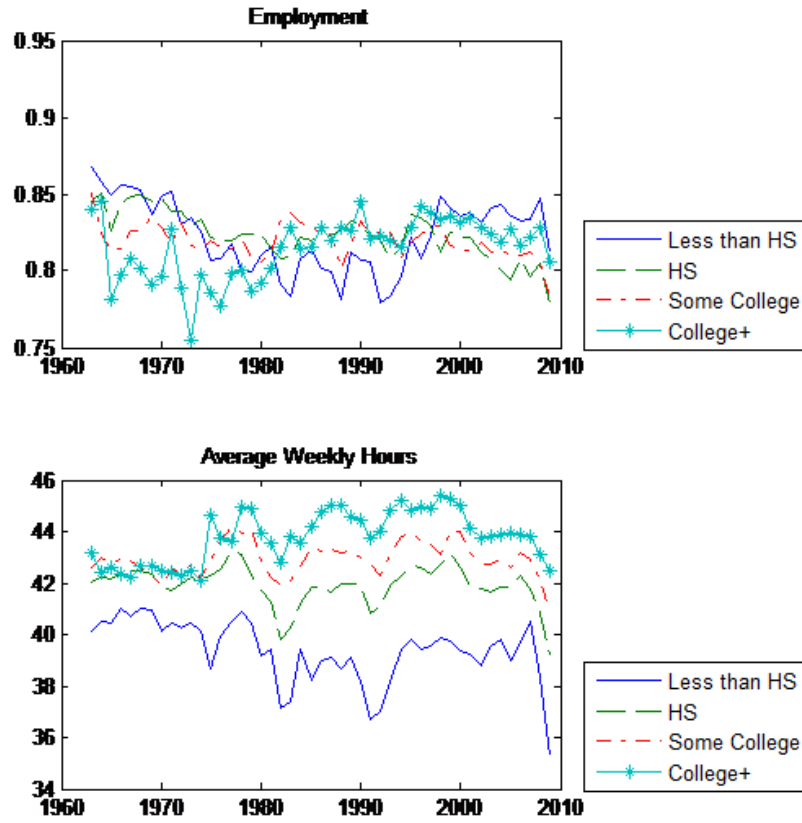 Employment
0.95
0.9
0.85
0.8
0.75
1960 1970 1980 1990 2000 2010
Less than HS
HS
Some College
College+
Average Weekly Hours
46
44
42
40
38
36
34
1960 1970 1980 1990 2000 2010
Less than HS
HS
Some College
College+